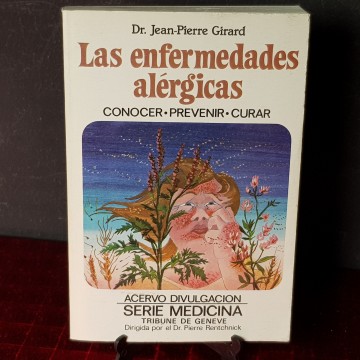 Dr. Jean-Pierre Girard
Las enfermedades
alérgicas
CONOCER • PREVENIR • CURAR
ACERVO DIVULGACION
SERIE MEDICINA
TRIBUNE DE GENEVE
Dirigida por el Dr. Pierre Rentchnick